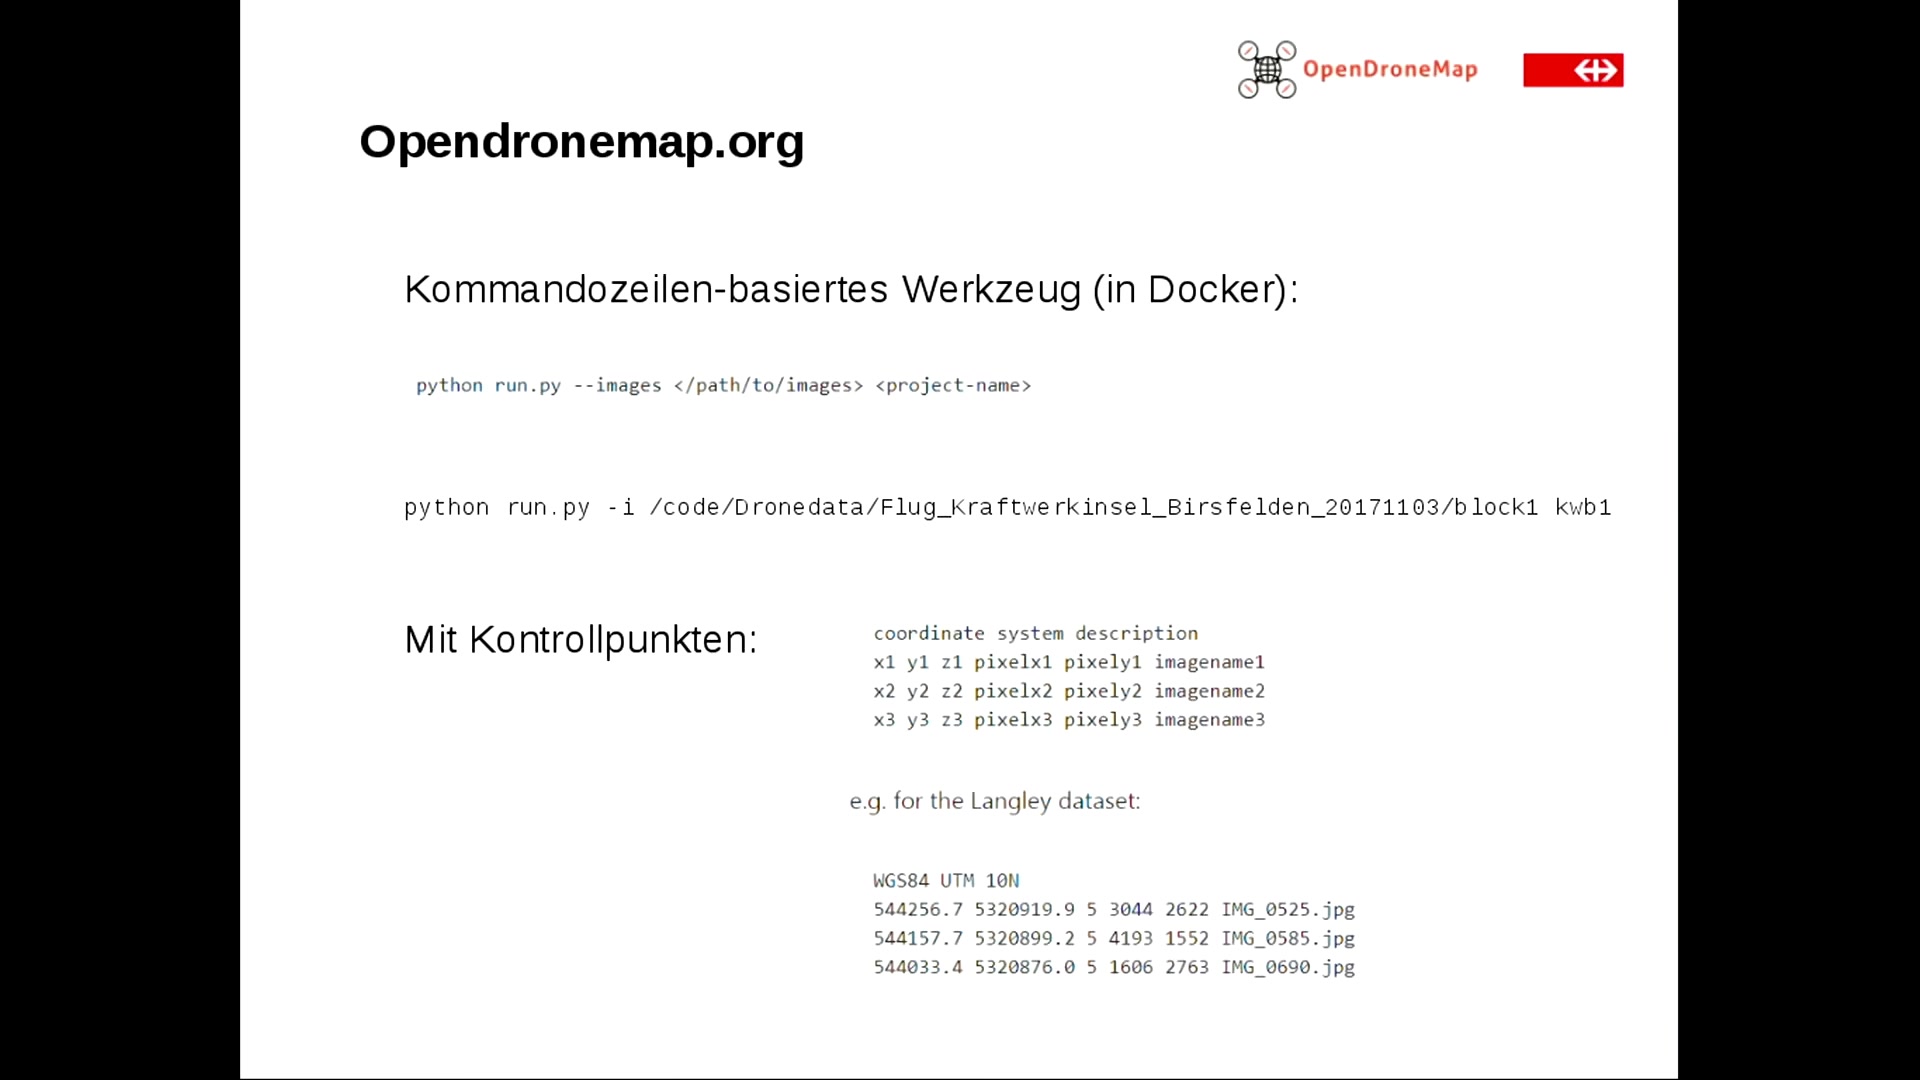 OpenDroneMap
Opendronemap.org
Kommandozeilen-basiertes Werkzeug (in Docker):
python run.py --images </path/to/images> <project-name>
python run.py -i /code/Dronedata/Flug_Kraftwerkinsel_Birsfelden_20171103/block1 kwb1
Mit Kontrollpunkten:
coordinate system description
x1 y1 z1 pixelx1 pixely1 imagename1
x2 y2 z2 pixelx2 pixely2 imagename2
x3 y3 z3 pixelx3 pixely3 imagename3
e.g. for the Langley dataset:
WGS84 UTM 10N
544256.7 5320919.9 5 3044 2622 IMG_0525.jpg
544157.7 5320899.2 5 4193 1552 IMG_0585.jpg
544033.4 5320876.0 5 1606 2763 IMG_0690.jpg